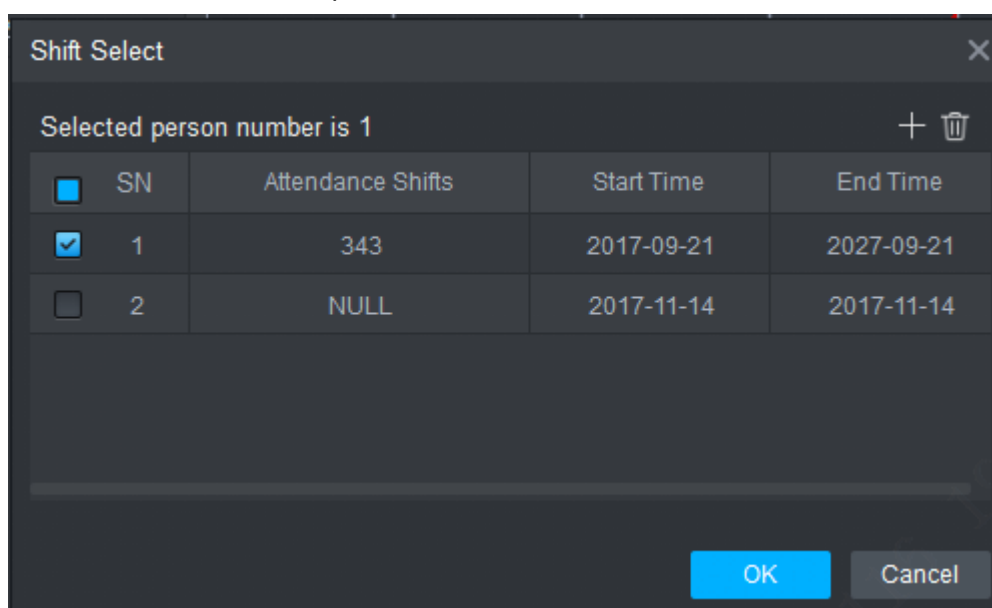 Shift Select
Selected person number is 1
SN Attendance Shifts Start Time End Time
1 343 2017-09-21 2027-09-21
2 NULL 2017-11-14 2017-11-14
OK Cancel